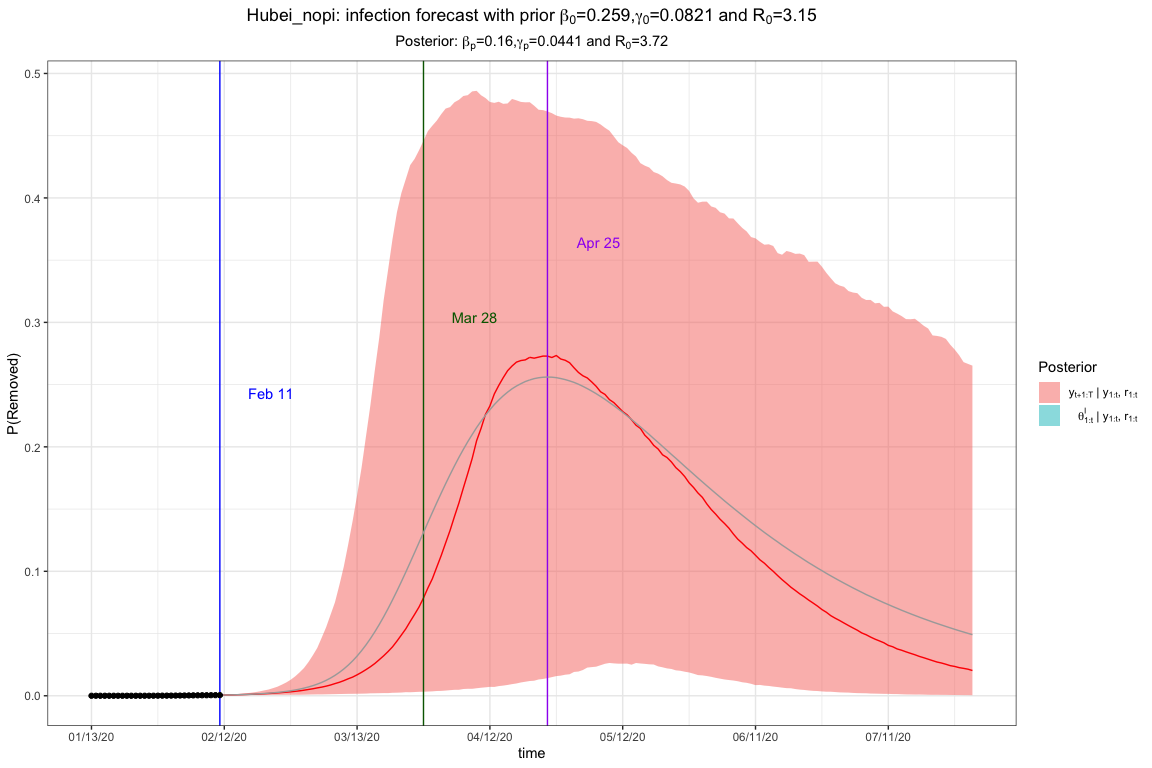 Hubei_nopi: infection forecast with prior β₀=0.259,γ₀=0.0821 and R₀=3.15
Posterior: βₚ=0.16,γₚ=0.0441 and R₀=3.72
0.5
0.4
0.3
0.2
0.1
0.0
P(Removed)
Apr 25
Mar 28
Feb 11
Posterior
yt+1:T | y1:t, r1:t
θI1:t | y1:t, r1:t
01/13/20 02/12/20 03/13/20 04/12/20 05/12/20 06/11/20 07/11/20
time